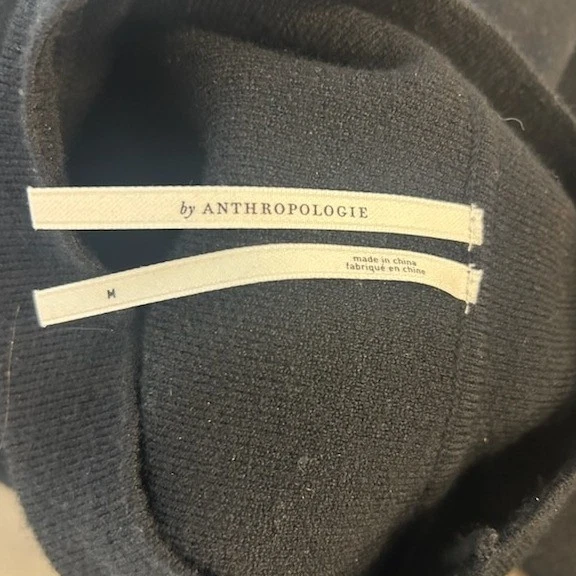 by ANTHROPOLOGIE
made in china
fabriqué en chine
M